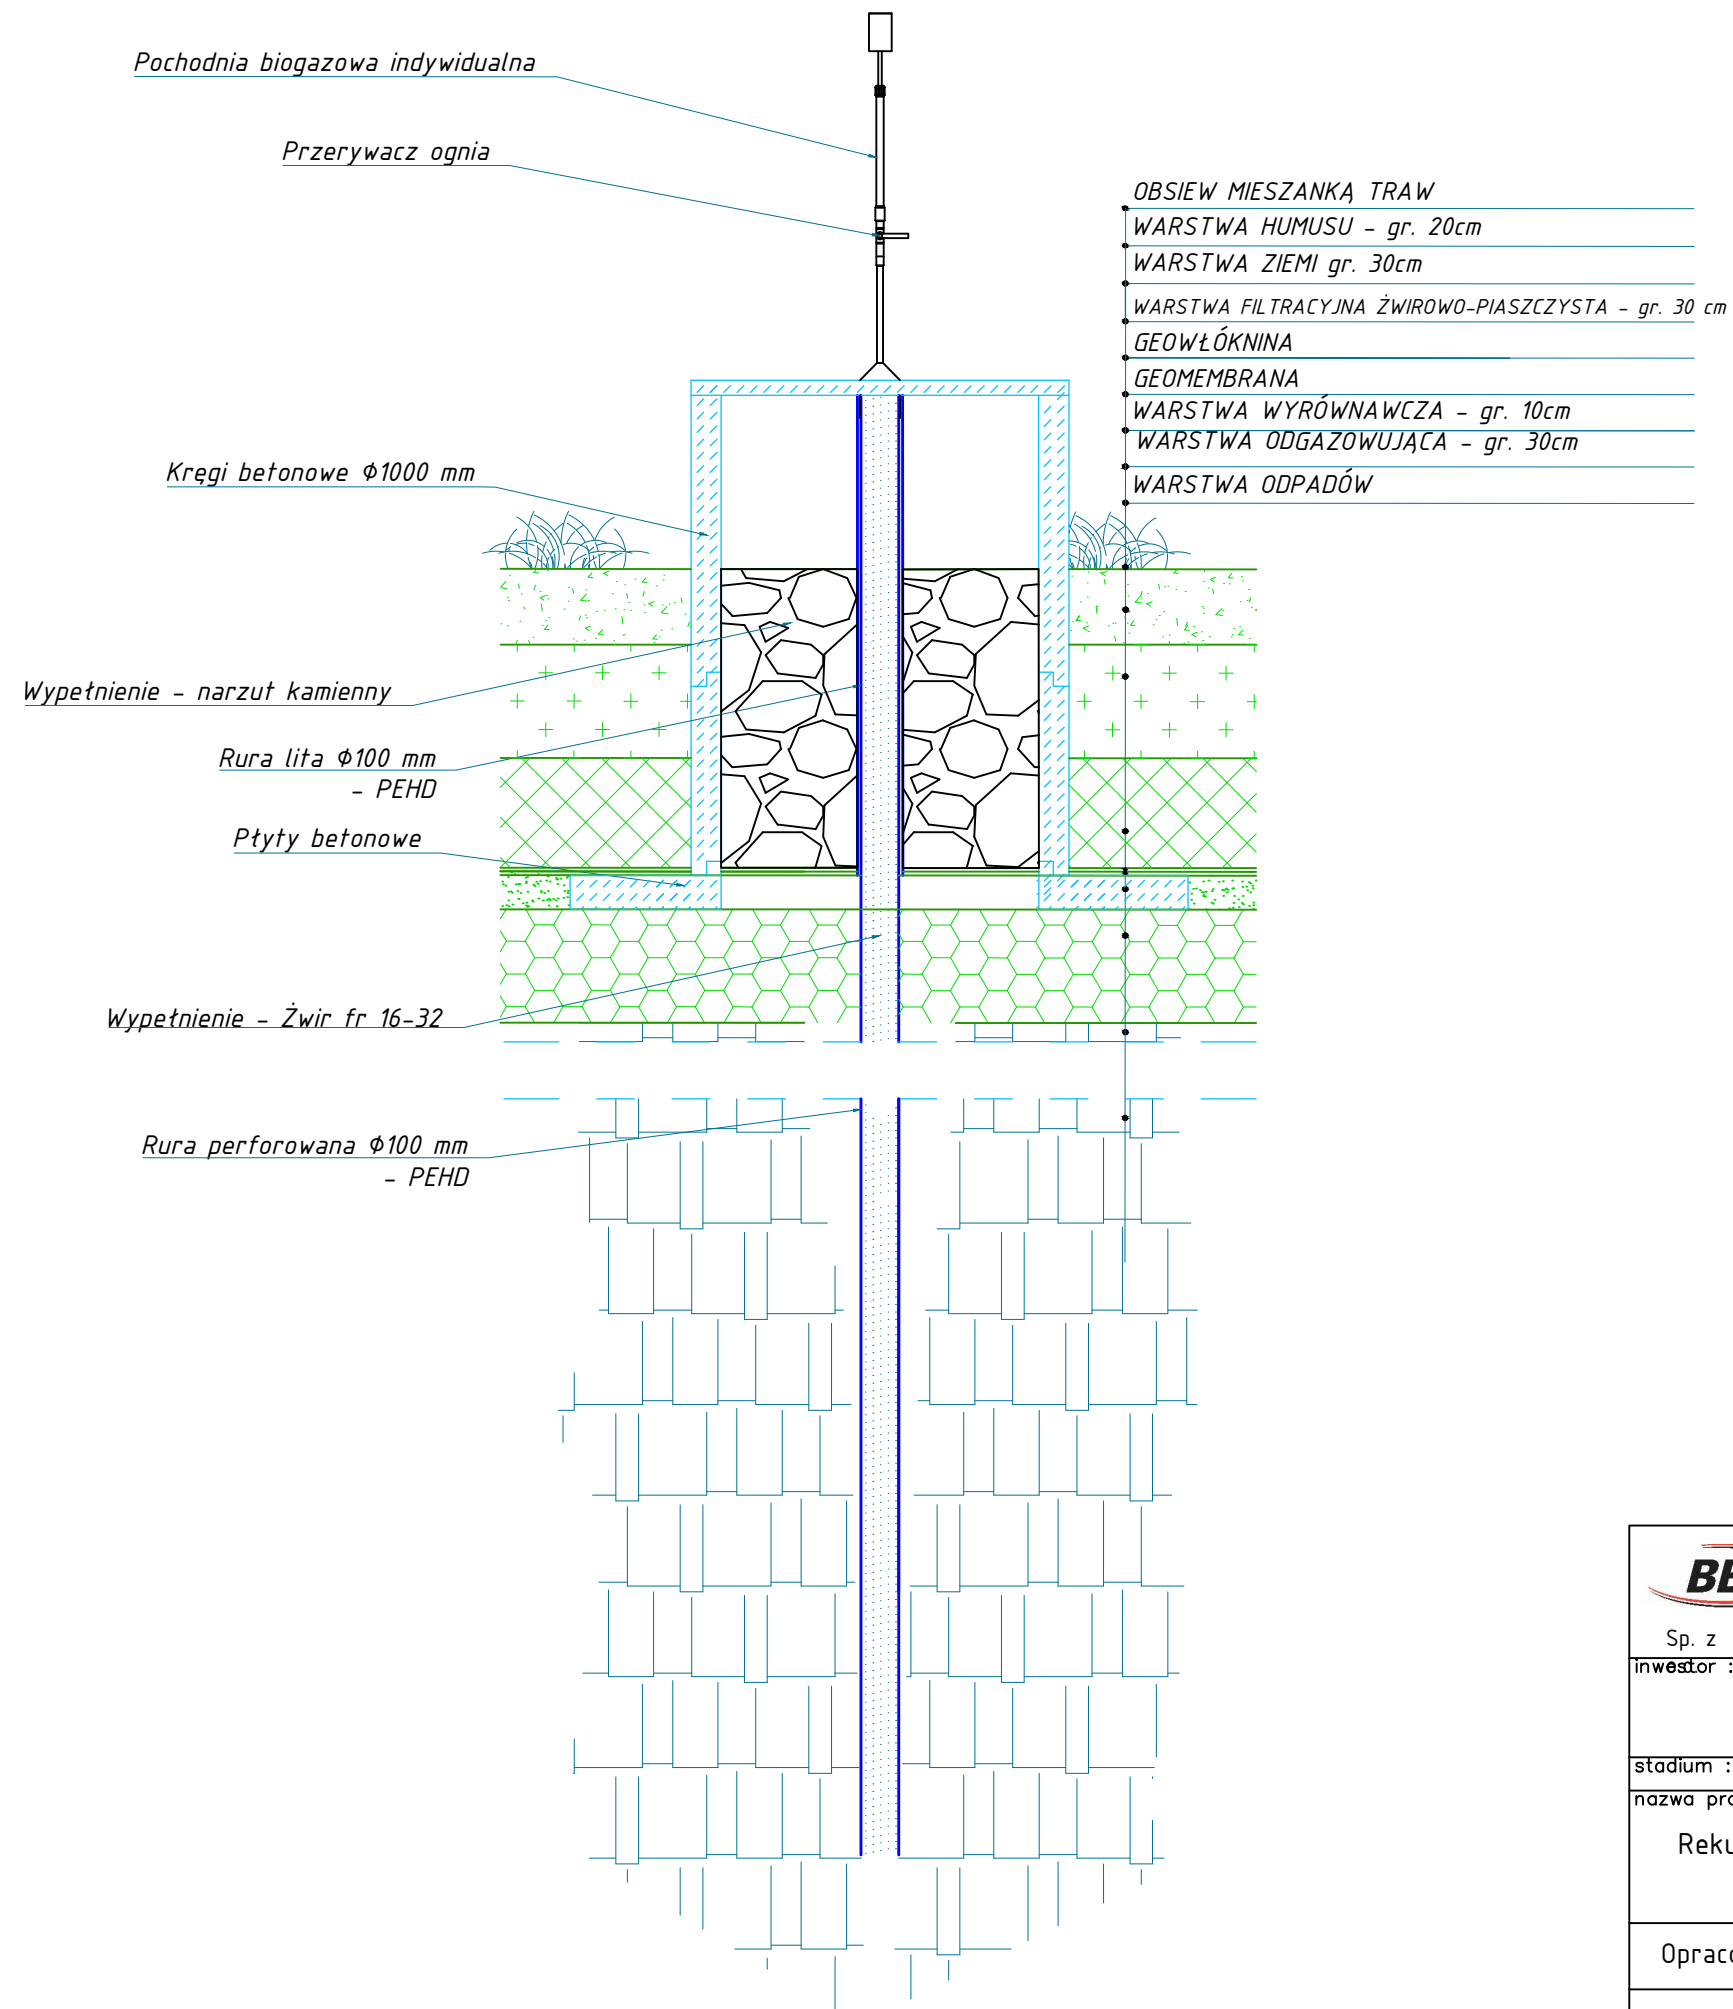 Pochodnia biogazowa indywidualna
Przerywacz ognia
OBSIEW MIESZANKĄ TRAW
WARSTWA HUMUSU - gr. 20cm
WARSTWA ZIEMI gr. 30cm
WARSTWA FILTRACYJNA ŻWIROWO-PIASZCZYSTA - gr. 30 cm
GEOWŁÓKNINA
GEOMEMBRANA
WARSTWA WYRÓWNAWCZA - gr. 10cm
WARSTWA ODGAZOWUJĄCA - gr. 30cm
WARSTWA ODPADÓW
Kręgi betonowe Φ1000 mm
Wypełnienie - narzut kamienny
Rura lita Φ100 mm
- PEHD
Płyty betonowe
Wypełnienie - Żwir fr 16-32
Rura perforowana Φ100 mm
- PEHD
Sp. z
inwestor :
stadium :